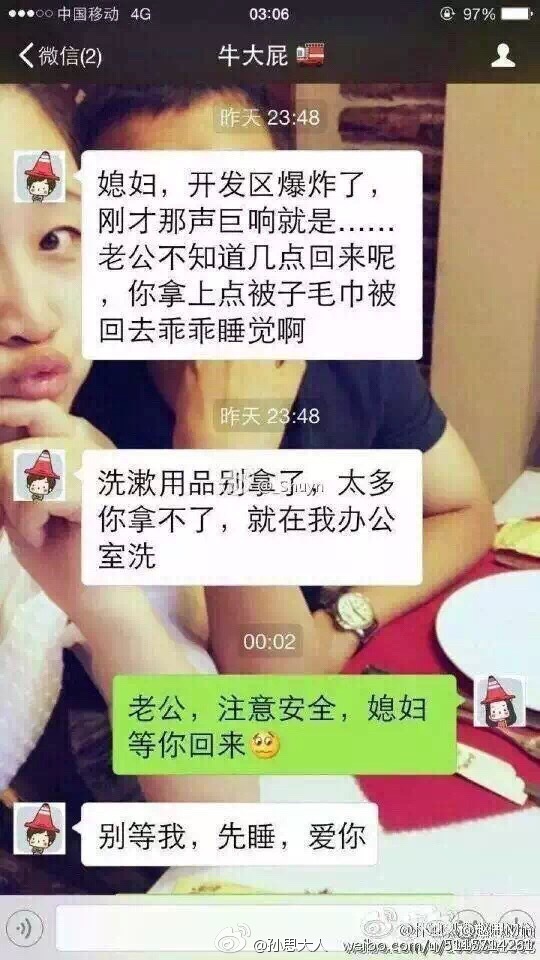 中国移动 4G 03:06 97%
微信(2) 牛大屁
昨天 23:48
媳妇，开发区爆炸了，
刚才那声巨响就是……
老公不知道几点回来呢
，你拿上点被子毛巾被
回去乖乖睡觉啊
昨天 23:48
洗漱用品别拿了，太多
你拿不了，就在我办公
室洗
@_Shuyn
00:02
老公，注意安全，媳妇
等你回来
别等我，先睡，爱你
@孙思大人